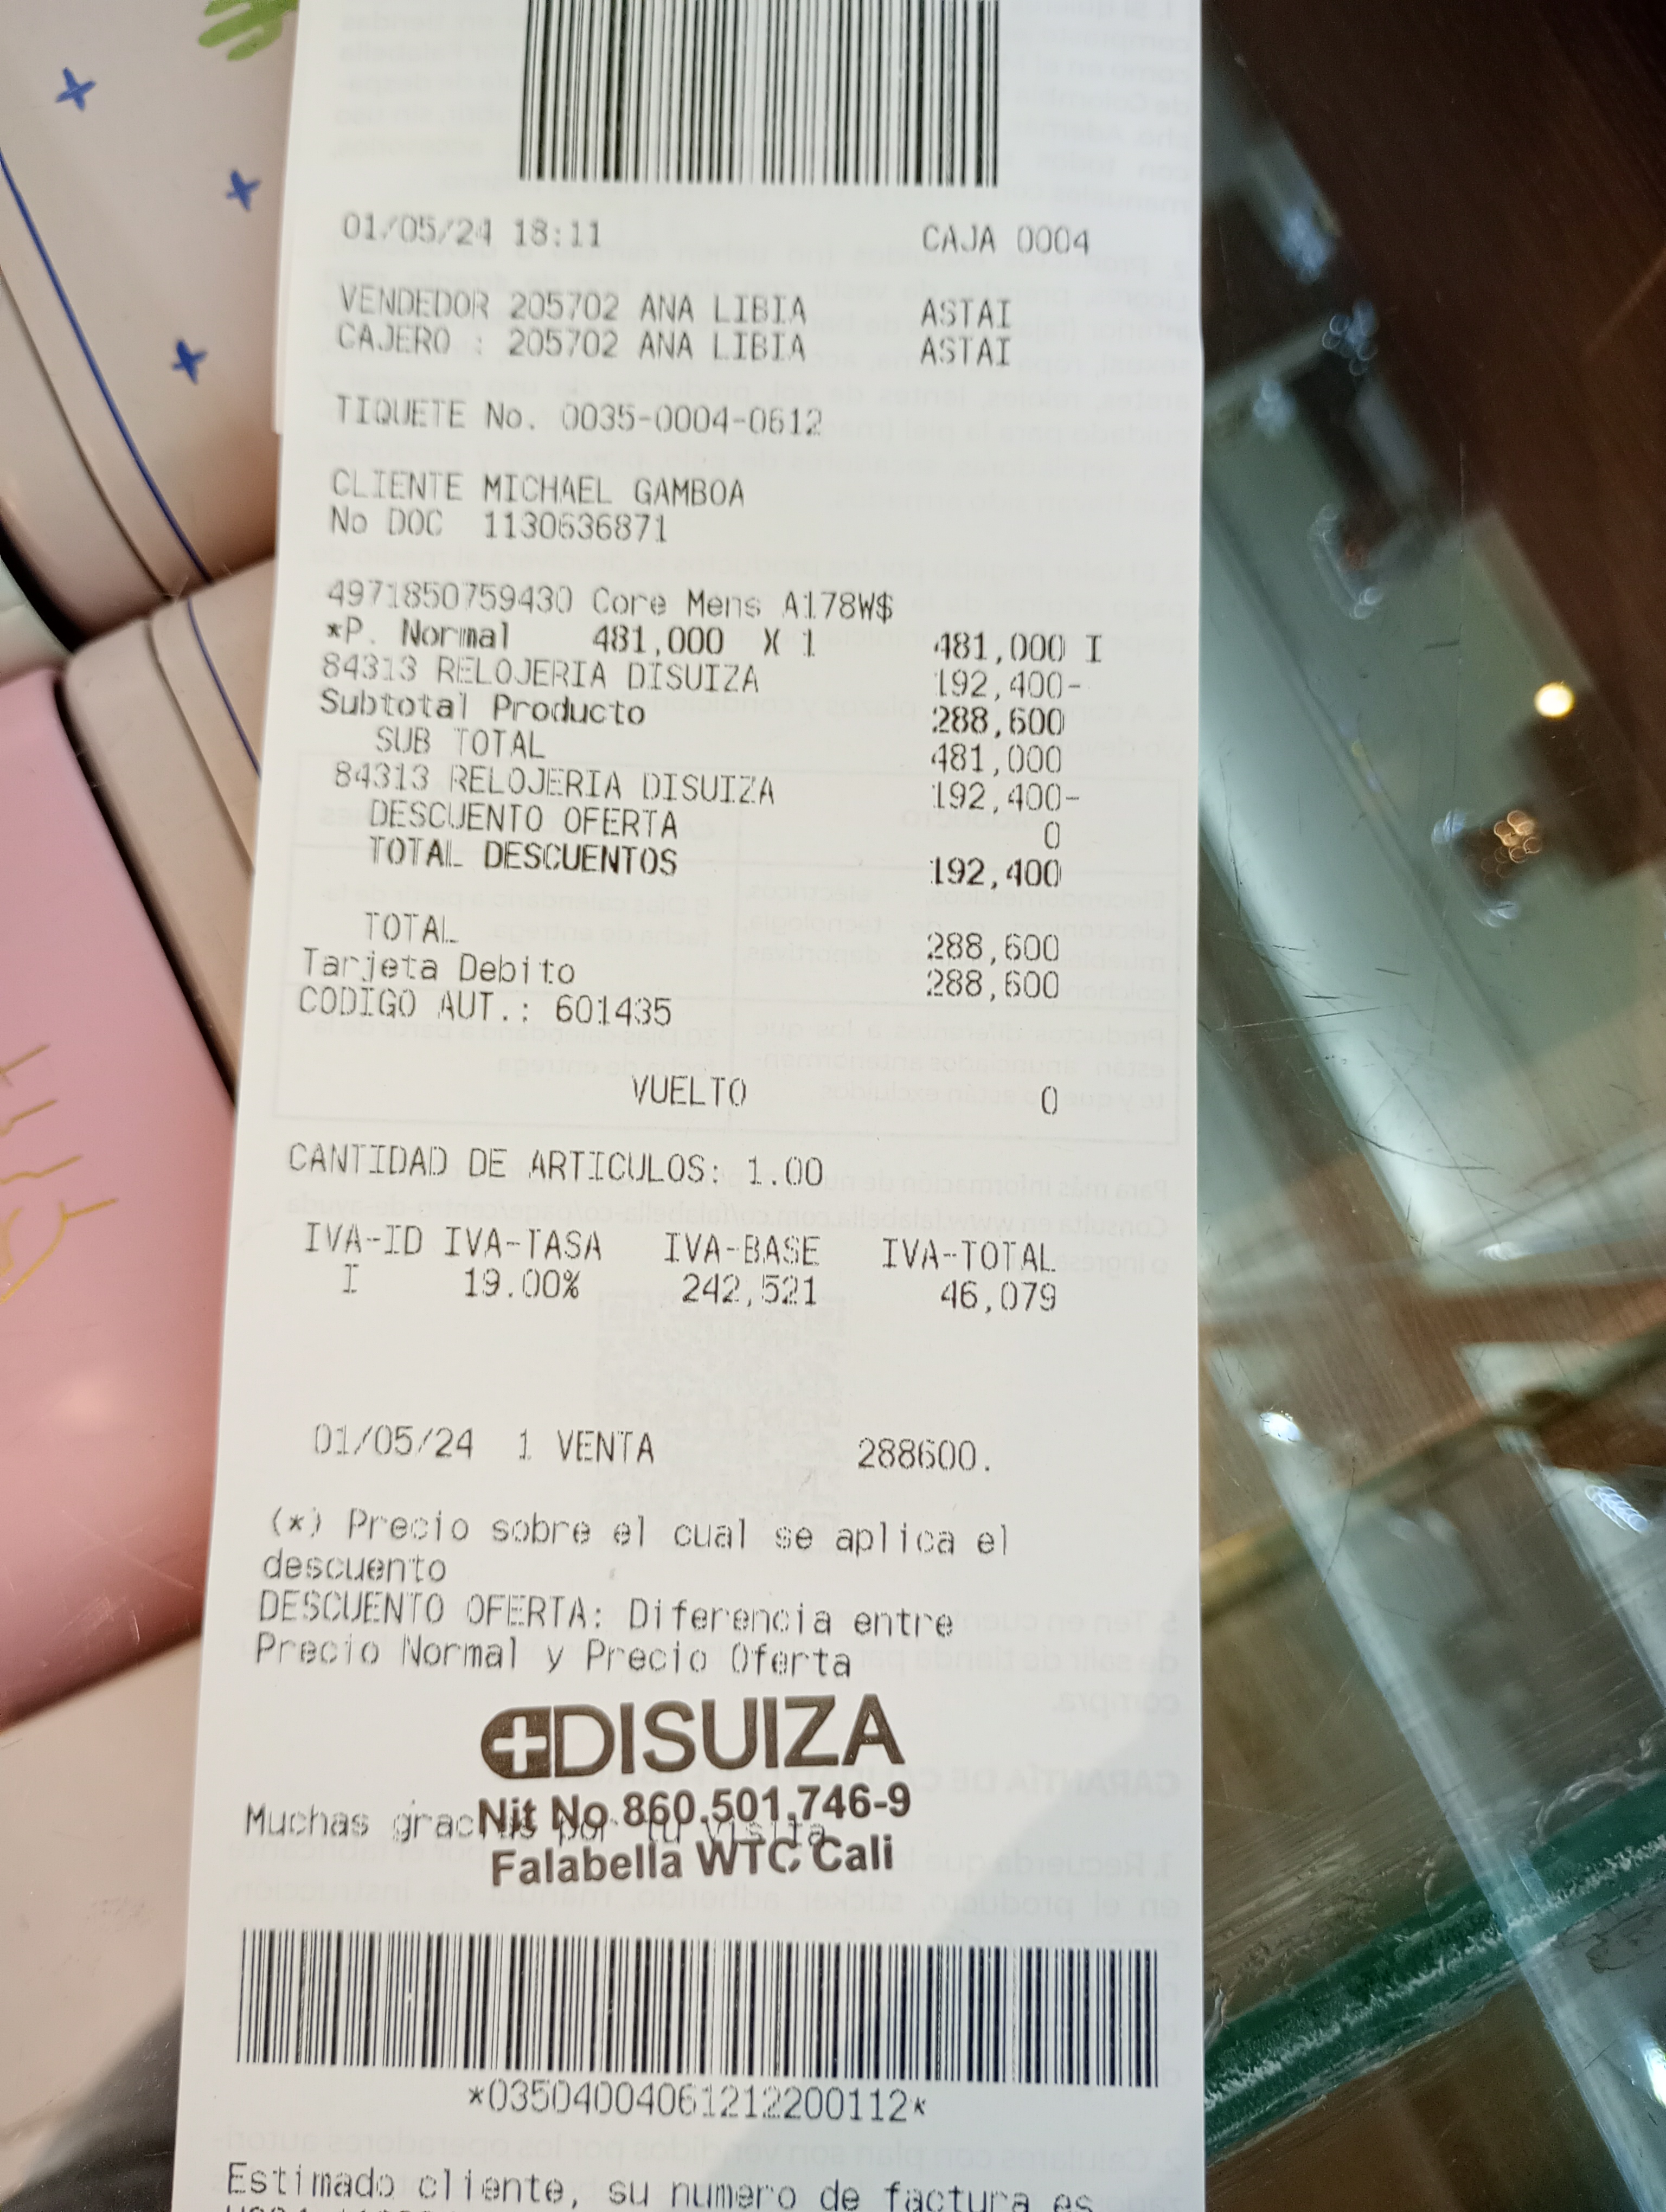 01/05/24 18:11 CAJA 0004
VENDEDOR 205702 ANA LIBIA ASTAI
CAJERO : 205702 ANA LIBIA ASTAI
TIQUETE No. 0035-0004-0612
CLIENTE MICHAEL GAMBOA
No DOC 1130636871
4971850759430 Core Mens A178W$
*P. Normal 481,000 X 1 481,000 I
84313 RELOJERIA DISUIZA 192,400-
Subtotal Producto 288,600
SUB TOTAL 481,000
84313 RELOJERIA DISUIZA 192,400-
DESCUENTO OFERTA 0
TOTAL DESCUENTOS 192,400
TOTAL 288,600
Tarjeta Debito 288,600
CODIGO AUT.: 601435
VUELTO 0
CANTIDAD DE ARTICULOS: 1.00
IVA-ID IVA-TASA IVA-BASE IVA-TOTAL
I 19.00% 242,521 46,079
01/05/24 1 VENTA 288600.
(*) Precio sobre el cual se aplica el
descuento
DESCUENTO OFERTA: Diferencia entre
Precio Normal y Precio Oferta
DISUIZA
Nit No 860.501.746-9
Muchas gracias por tu visita
Falabella WTC Cali
*03504004061212200112*
Estimado cliente, su numero de factura es